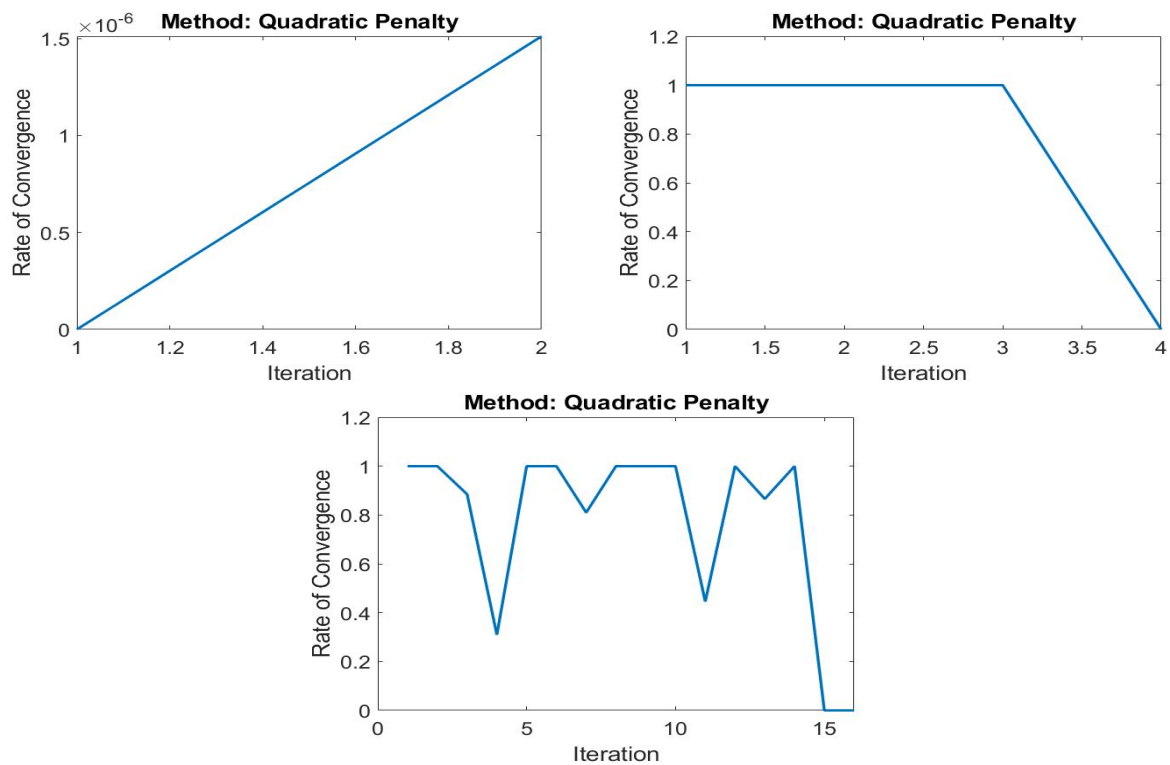 Method: Quadratic Penalty
×10^-6
1.5
1
0.5
0
1 1.2 1.4 1.6 1.8 2
Rate of Convergence
Iteration
Method: Quadratic Penalty
1.2
1
0.8
0.6
0.4
0.2
0
1 1.5 2 2.5 3 3.5 4
Rate of Convergence
Iteration
Method: Quadratic Penalty
1.2
1
0.8
0.6
0.4
0.2
0
0 5 10 15
Rate of Convergence
Iteration